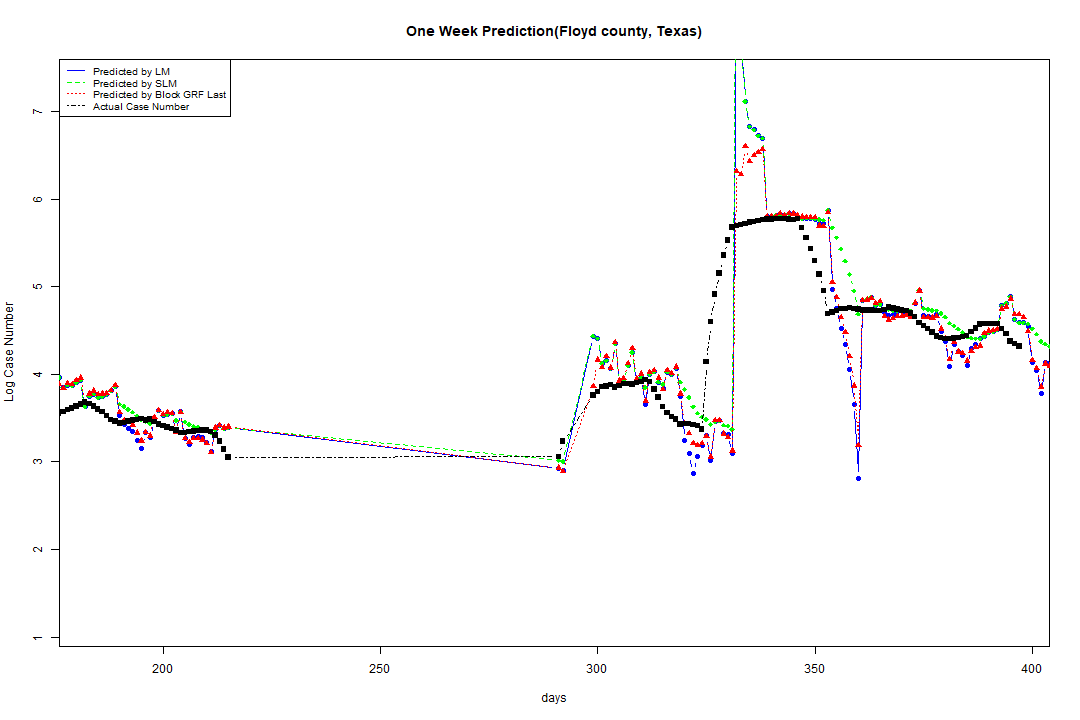 One Week Prediction(Floyd county, Texas)
Predicted by LM
Predicted by SLM
Predicted by Block GRF Last
Actual Case Number
7
6
5
4
3
2
1
Log Case Number
200 250 300 350 400
days